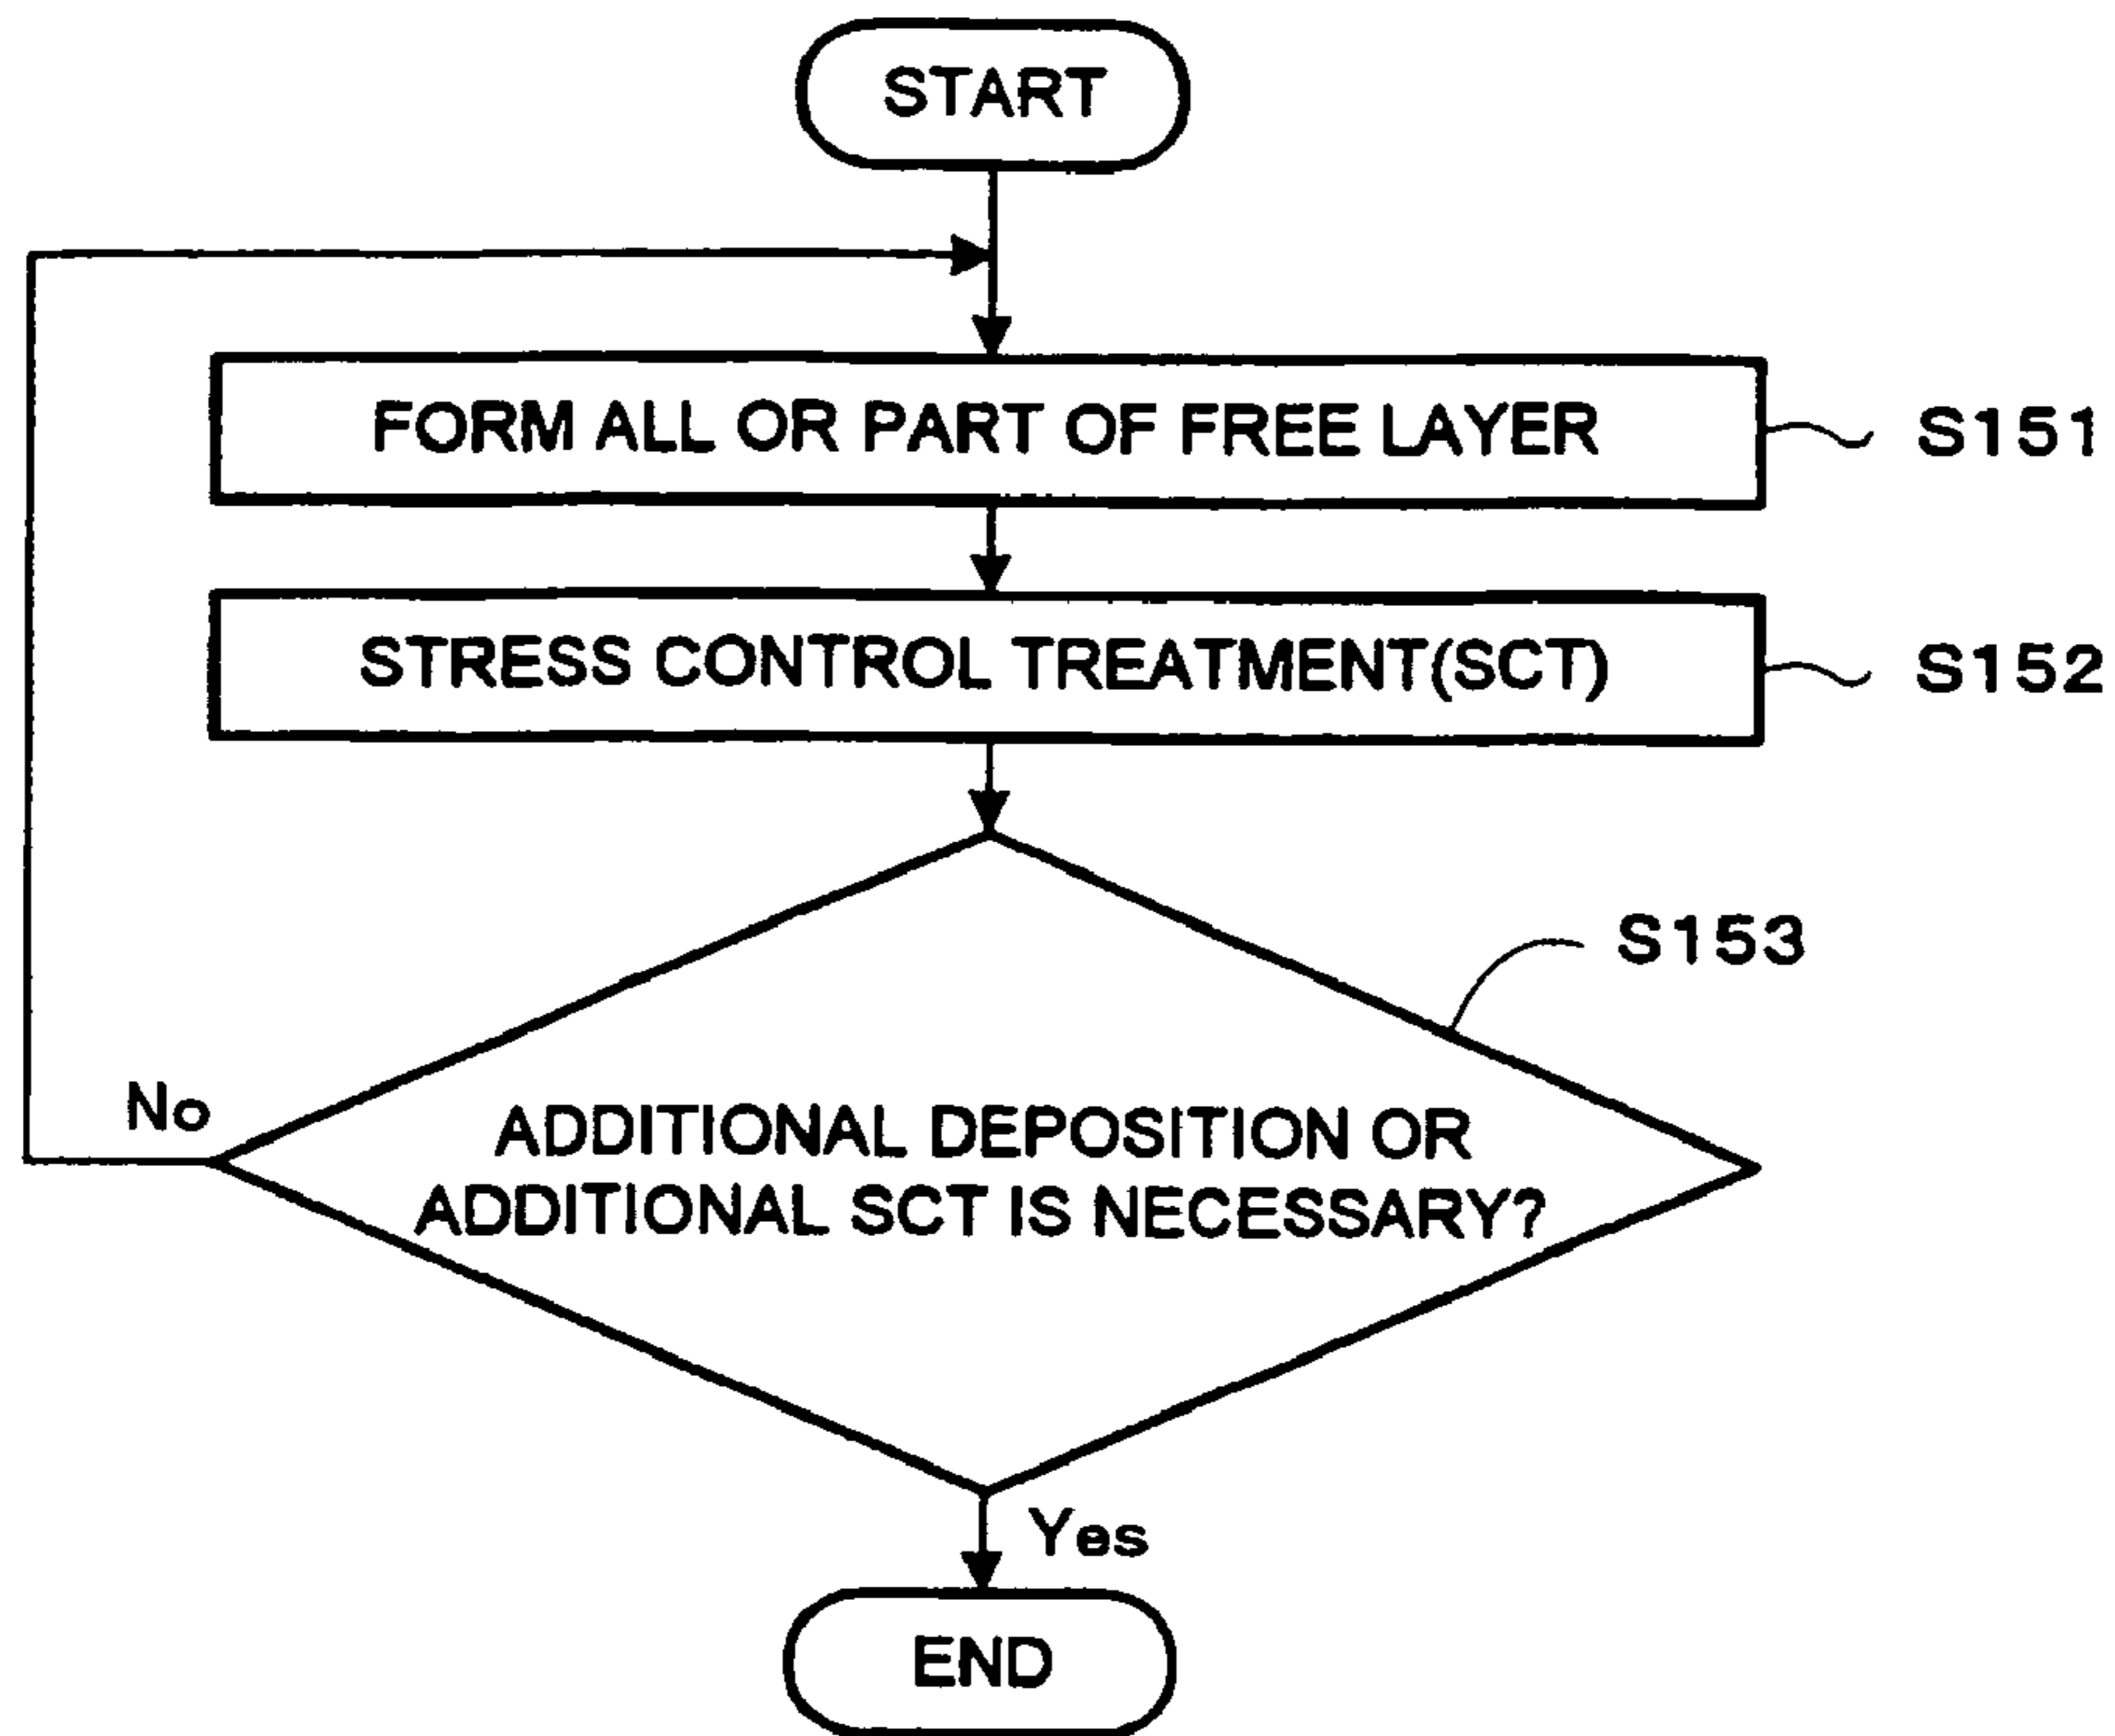 START
FORM ALL OR PART OF FREE LAYER
S151
STRESS CONTROL TREATMENT(SCT)
S152
S153
No
ADDITIONAL DEPOSITION OR
ADDITIONAL SCT IS NECESSARY?
Yes
END